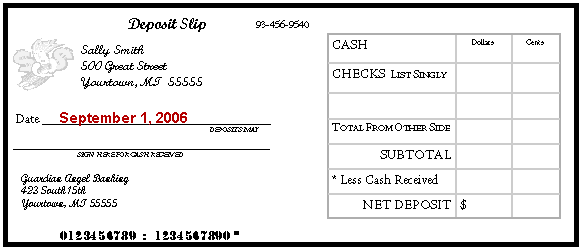 Deposit Slip 93-456-9540
Sally Smith
500 Great Street
Yourtown, MT 55555
Date September 1, 2006
DEPOSITS MAY
SIGN HERE FOR CASH RECEIVED
Guardian Angel Banking
423 South 15th
Yourtown, MT 55555
0123456789 : 1234567890 "
CASH Dollars Cents
CHECKS LIST SINGLY
TOTAL FROM OTHER SIDE
SUBTOTAL
* Less Cash Received
NET DEPOSIT $